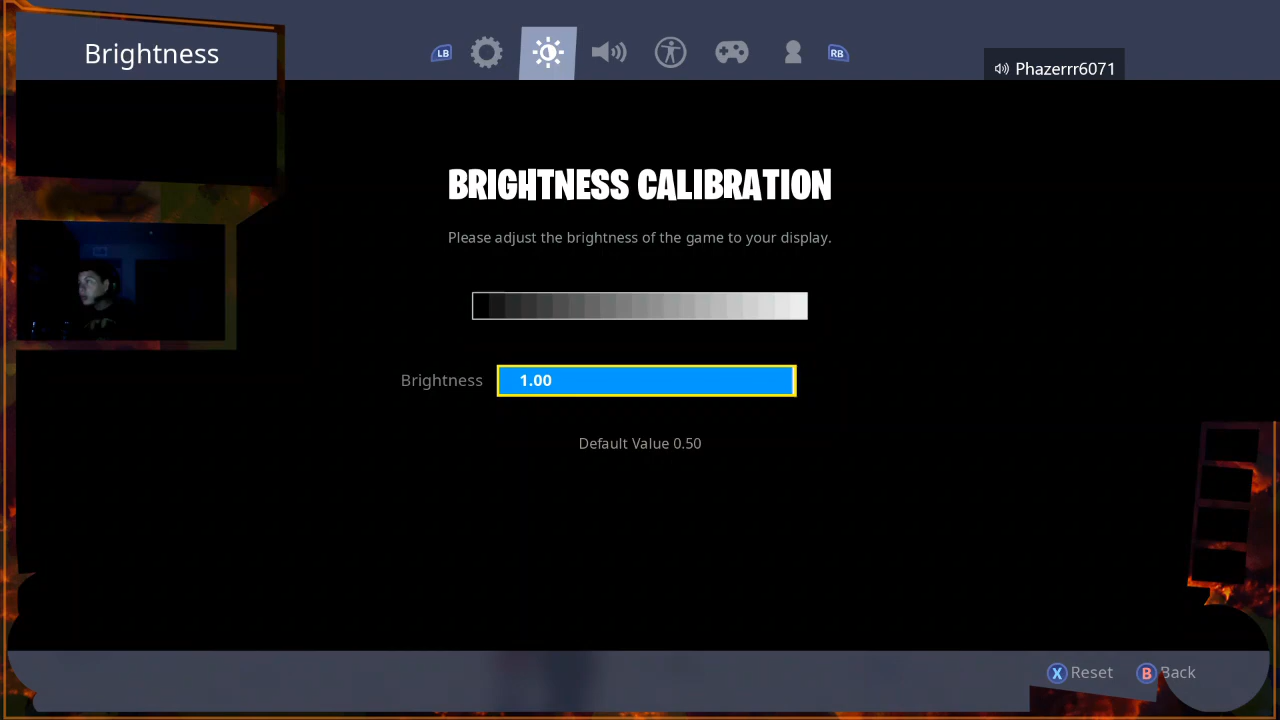 Brightness
LB
RB
Phazerrr6071
BRIGHTNESS CALIBRATION
Please adjust the brightness of the game to your display.
Brightness
1.00
Default Value 0.50
X Reset
B Back